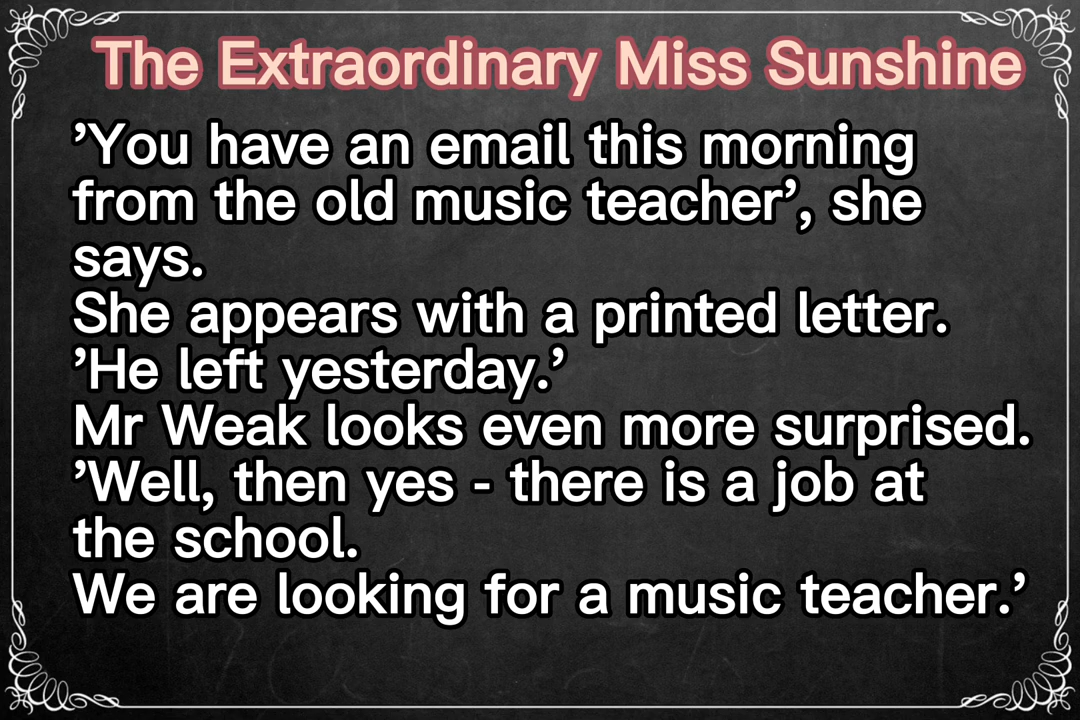 The Extraordinary Miss Sunshine
’You have an email this morning
from the old music teacher’, she
says.
She appears with a printed letter.
’He left yesterday.’
Mr Weak looks even more surprised.
’Well, then yes - there is a job at
the school.
We are looking for a music teacher.’